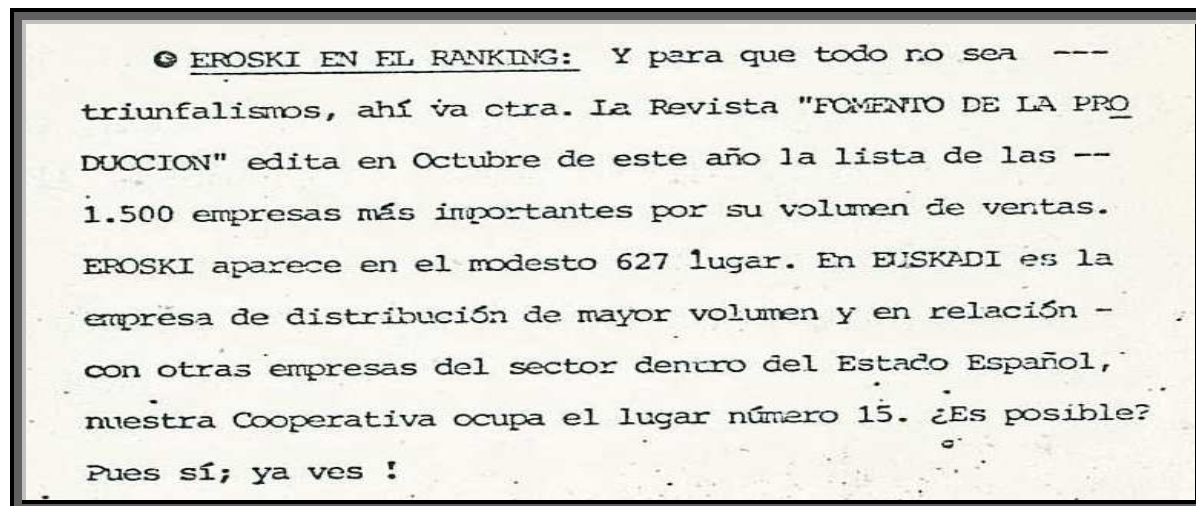 EROSKI EN EL RANKING: Y para que todo no sea ---
triunfalismos, ahí va otra. La Revista "FOMENTO DE LA PRO
DUCCION" edita en Octubre de este año la lista de las --
1.500 empresas más importantes por su volumen de ventas.
EROSKI aparece en el modesto 627 lugar. En EUSKADI es la
empresa de distribución de mayor volumen y en relación -
con otras empresas del sector dentro del Estado Español,
nuestra Cooperativa ocupa el lugar número 15. ¿Es posible?
Pues sí; ya ves !